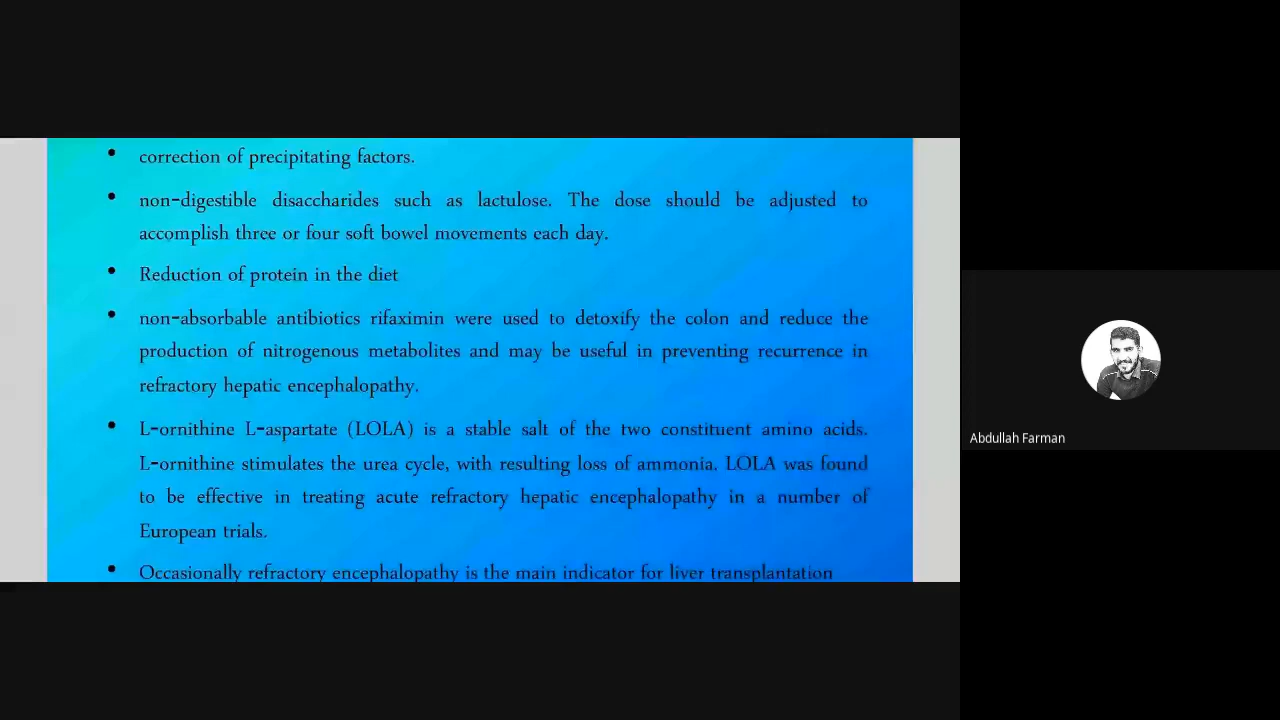 • correction of precipitating factors.
• non-digestible disaccharides such as lactulose. The dose should be adjusted to
accomplish three or four soft bowel movements each day.
• Reduction of protein in the diet
• non-absorbable antibiotics rifaximin were used to detoxify the colon and reduce the
production of nitrogenous metabolites and may be useful in preventing recurrence in
refractory hepatic encephalopathy.
• L-ornithine L-aspartate (LOLA) is a stable salt of the two constituent amino acids.
L-ornithine stimulates the urea cycle, with resulting loss of ammonia. LOLA was found
to be effective in treating acute refractory hepatic encephalopathy in a number of
European trials.
• Occasionally refractory encephalopathy is the main indicator for liver transplantation
Abdullah Farman